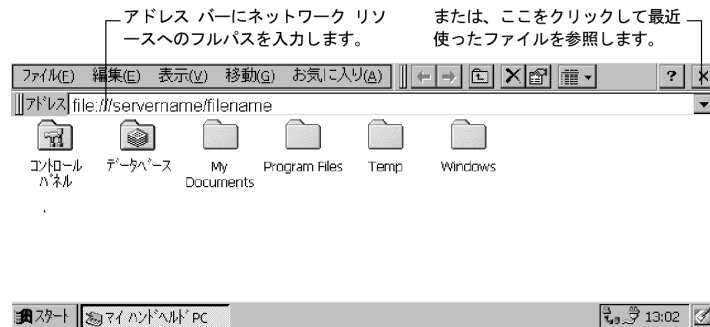 アドレス バーにネットワーク リソ
ースへのフルパスを入力します。
または、ここをクリックして最近
使ったファイルを参照します。
ファイル(F) 編集(E) 表示(V) 移動(G) お気に入り(A) ? ×
アドレス file:///servername/filename
コントロール
パネル
データベース
My
Documents
Program Files
Temp
Windows
スタート マイ ハンドヘルド PC 13:02